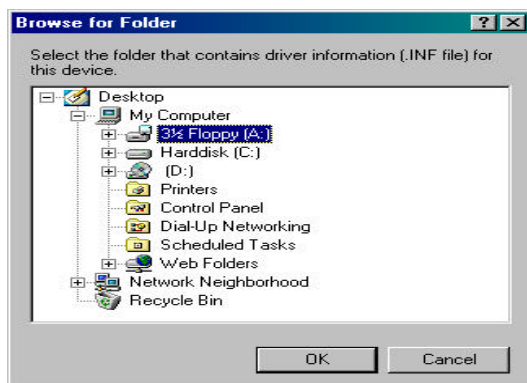 Browse for Folder
Select the folder that contains driver information (.INF file) for
this device.
Desktop
My Computer
3½ Floppy (A:)
Harddisk (C:)
(D:)
Printers
Control Panel
Dial-Up Networking
Scheduled Tasks
Web Folders
Network Neighborhood
Recycle Bin
OK
Cancel